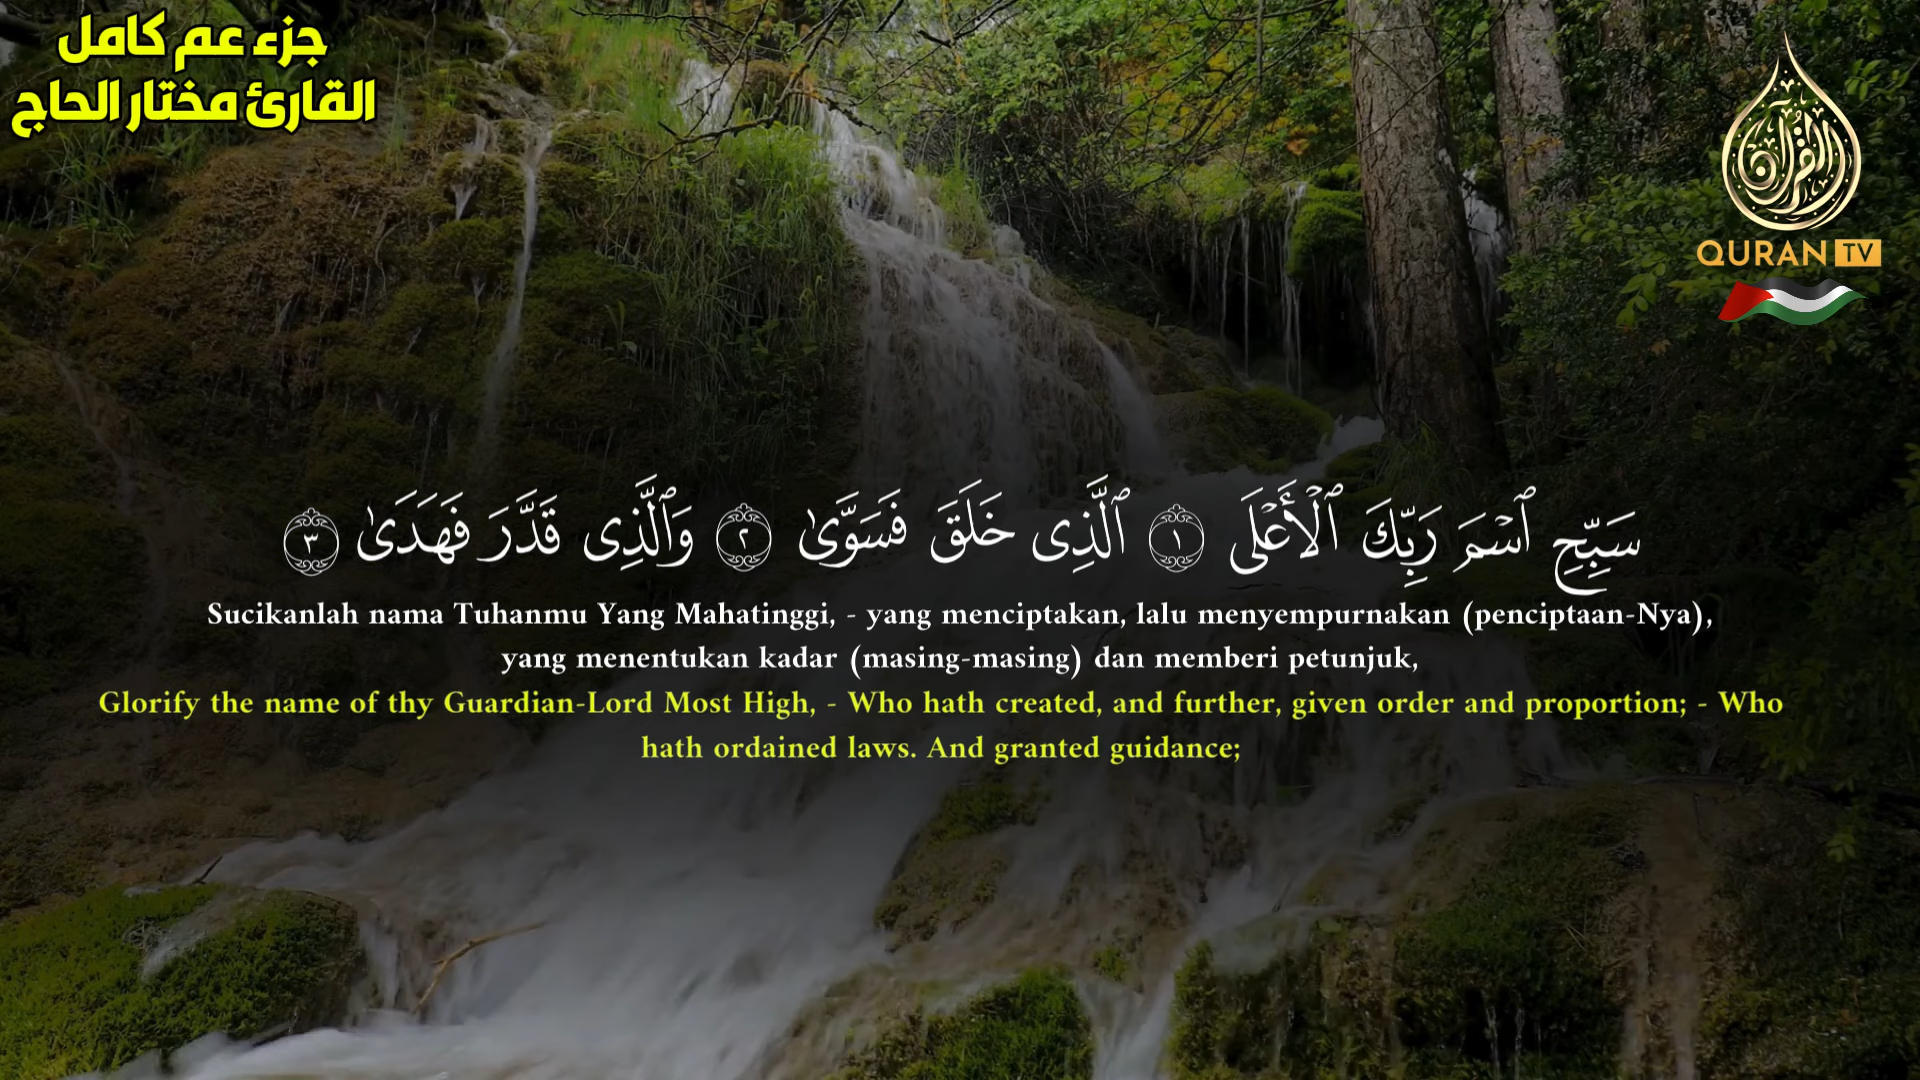 جزء عم كامل
القارئ مختار الحاج
القرآن
QURAN TV
سَبِّحِ ٱسْمَ رَبِّكَ ٱلْأَعْلَى ١ ٱلَّذِى خَلَقَ فَسَوَّىٰ ٢ وَٱلَّذِى قَدَّرَ فَهَدَىٰ ٣
Sucikanlah nama Tuhanmu Yang Mahatinggi, - yang menciptakan, lalu menyempurnakan (penciptaan-Nya),
yang menentukan kadar (masing-masing) dan memberi petunjuk,
Glorify the name of thy Guardian-Lord Most High, - Who hath created, and further, given order and proportion; - Who
hath ordained laws. And granted guidance;